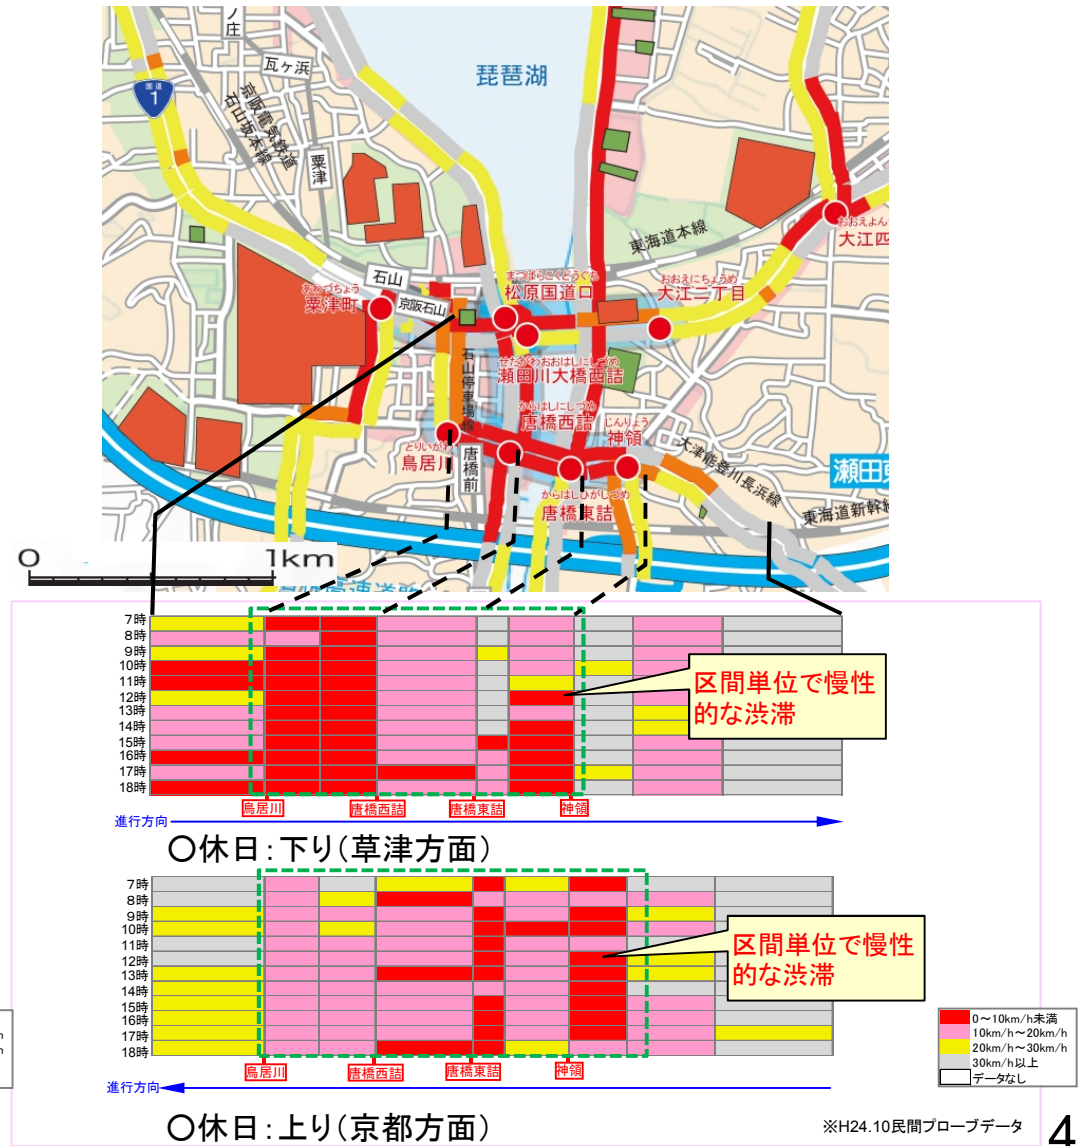 ノ庄
瓦ヶ浜
国道
1
京阪電気鉄道
石山坂本線
粟津
琵琶湖
東海道本線
おおえよん
大江四
石山
京阪石山
あわづちょう
粟津町
まつばらこくどうぐち
松原国道口
おおえにちょうめ
大江二丁目
せたがわおおはしにしづめ
瀬田川大橋西詰
石山停車場線
からはしにしづめ
唐橋西詰
じんりょう
神領
とりいがわ
鳥居川
唐橋前
からはしひがしづめ
唐橋東詰
大津能登川長浜線
瀬田東
東海道新幹線
0 1km
7時
8時
9時
10時
11時
12時
13時
14時
15時
16時
17時
18時
区間単位で慢性
的な渋滞
鳥居川 唐橋西詰 唐橋東詰 神領
進行方向
〇休日：下り(草津方面)
7時
8時
9時
10時
11時
12時
13時
14時
15時
16時
17時
18時
区間単位で慢性
的な渋滞
鳥居川 唐橋西詰 唐橋東詰 神領
進行方向
〇休日：上り(京都方面)
0～10km/h未満
10km/h～20km/h
20km/h～30km/h
30km/h以上
データなし
※H24.10民間プローブデータ
4